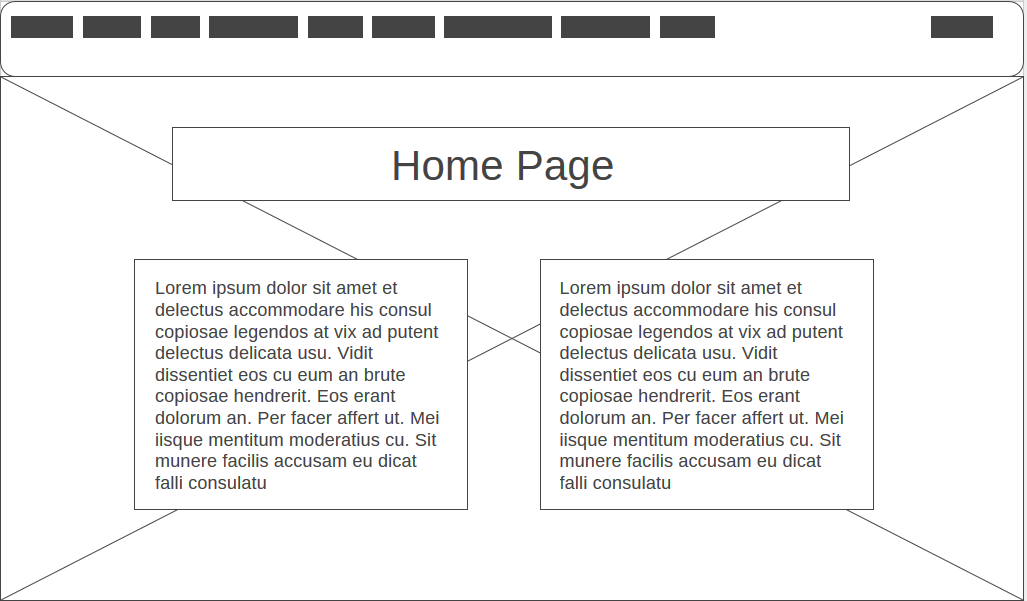 Home Page
Lorem ipsum dolor sit amet et
delectus accommodare his consul
copiosae legendos at vix ad putent
delectus delicata usu. Vidit
dissentiet eos cu eum an brute
copiosae hendrerit. Eos erant
dolorum an. Per facer affert ut. Mei
iisque mentitum moderatius cu. Sit
munere facilis accusam eu dicat
falli consulatu
Lorem ipsum dolor sit amet et
delectus accommodare his consul
copiosae legendos at vix ad putent
delectus delicata usu. Vidit
dissentiet eos cu eum an brute
copiosae hendrerit. Eos erant
dolorum an. Per facer affert ut. Mei
iisque mentitum moderatius cu. Sit
munere facilis accusam eu dicat
falli consulatu